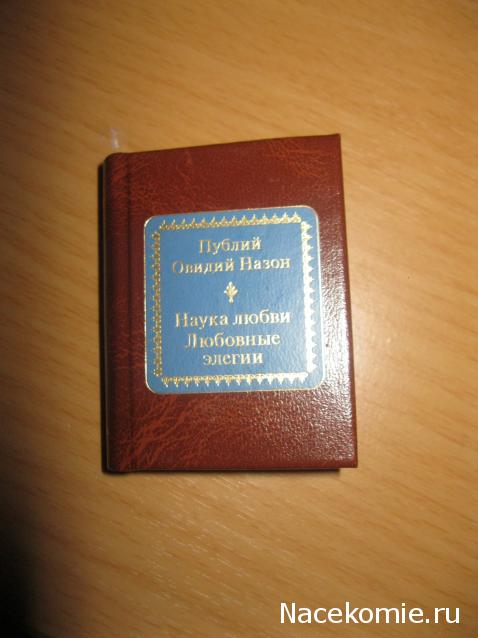 Публий
Овидий Назон
Наука любви
Любовные
элегии
Nacekomie.ru